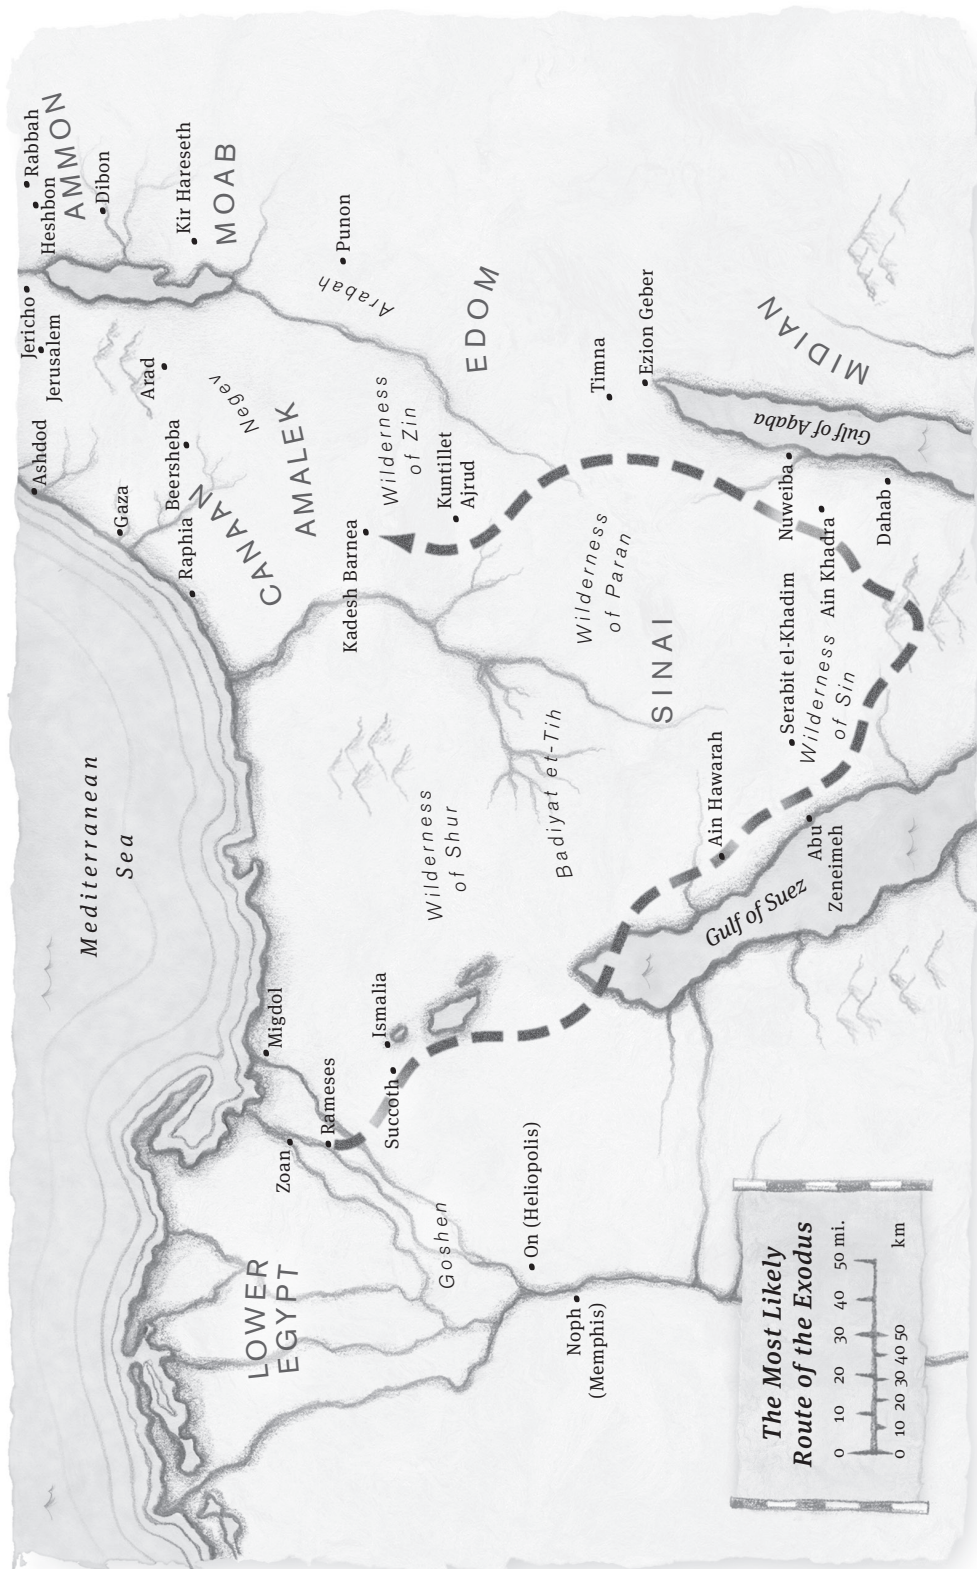 Mediterranean
Sea
Ashdod
Jericho
Jerusalem
Heshbon
Rabbah
AMMON
Dibon
Gaza
Raphia
Beersheba
Arad
Kir Hareseth
MOAB
CANAAN
Negev
AMALEK
Arabah
Punon
Migdol
Zoan
Rameses
Ismalia
Succoth
Kadesh Barnea
Wilderness
of Zin
Kuntillet
Ajrud
EDOM
LOWER
EGYPT
Goshen
Wilderness
of Shur
Badiyat et-Tih
Wilderness
of Paran
SINAI
Timna
Ezion Geber
On (Heliopolis)
Noph
(Memphis)
Gulf of Suez
Ain Hawarah
Abu
Zeneimeh
Serabit el-Khadim
Wilderness
of Sin
Ain Khadra
Nuweiba
Dahab
Gulf of Aqaba
MIDIAN
The Most Likely
Route of the Exodus
0 10 20 30 40 50 mi.
0 10 20 30 40 50 km